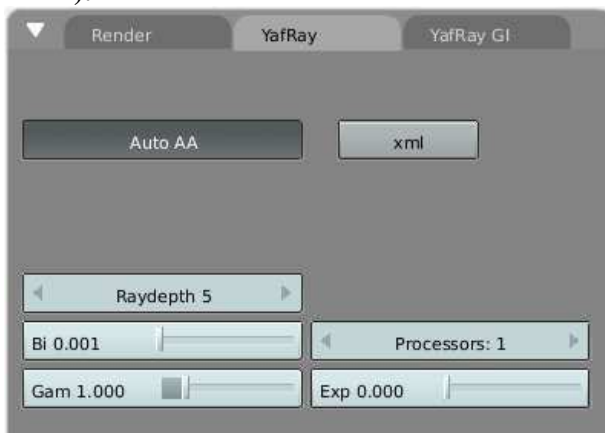 ).
Render YafRay YafRay GI
Auto AA xml
Raydepth 5
Bi 0.001 Processors: 1
Gam 1.000 Exp 0.000